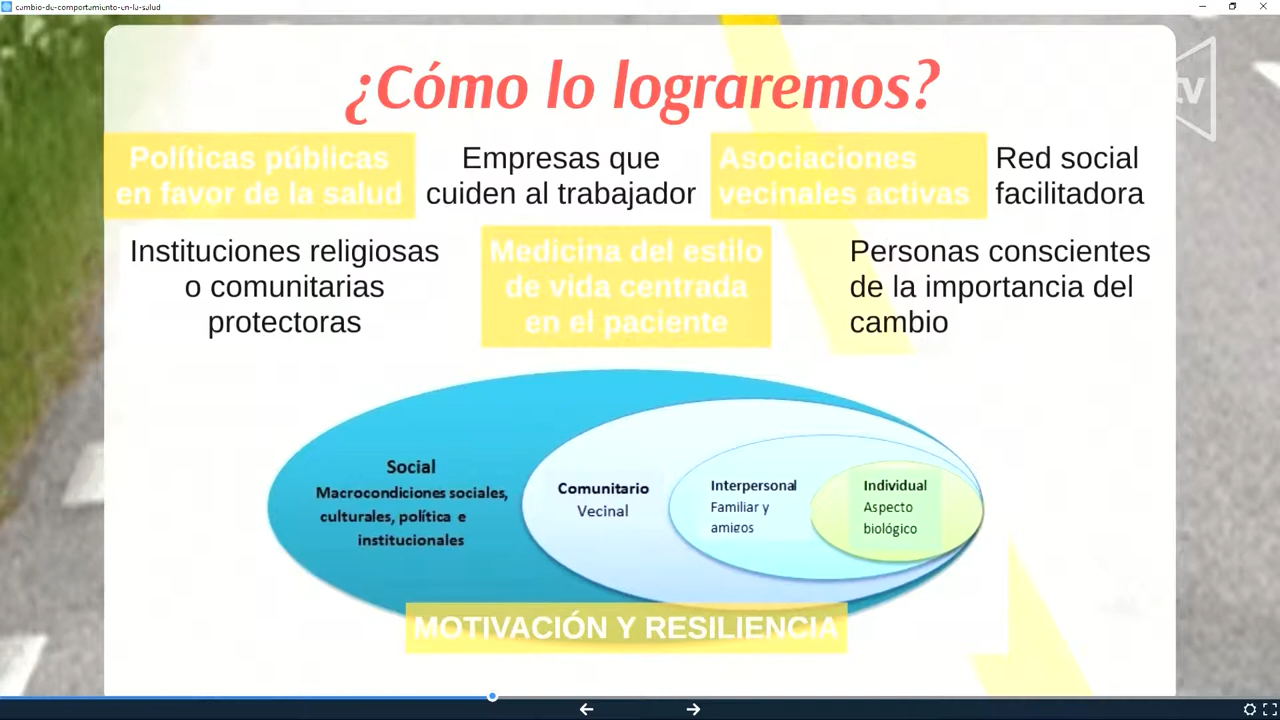 cambio-de-comportamiento-en-la-salud
¿Cómo lo lograremos?
Políticas públicas
en favor de la salud
Empresas que
cuiden al trabajador
Asociaciones
vecinales activas
Red social
facilitadora
Instituciones religiosas
o comunitarias
protectoras
Medicina del estilo
de vida centrada
en el paciente
Personas conscientes
de la importancia del
cambio
Social
Macrocondiciones sociales,
culturales, política e
institucionales
Comunitario
Vecinal
Interpersonal
Familiar y
amigos
Individual
Aspecto
biológico
MOTIVACIÓN Y RESILIENCIA
tv